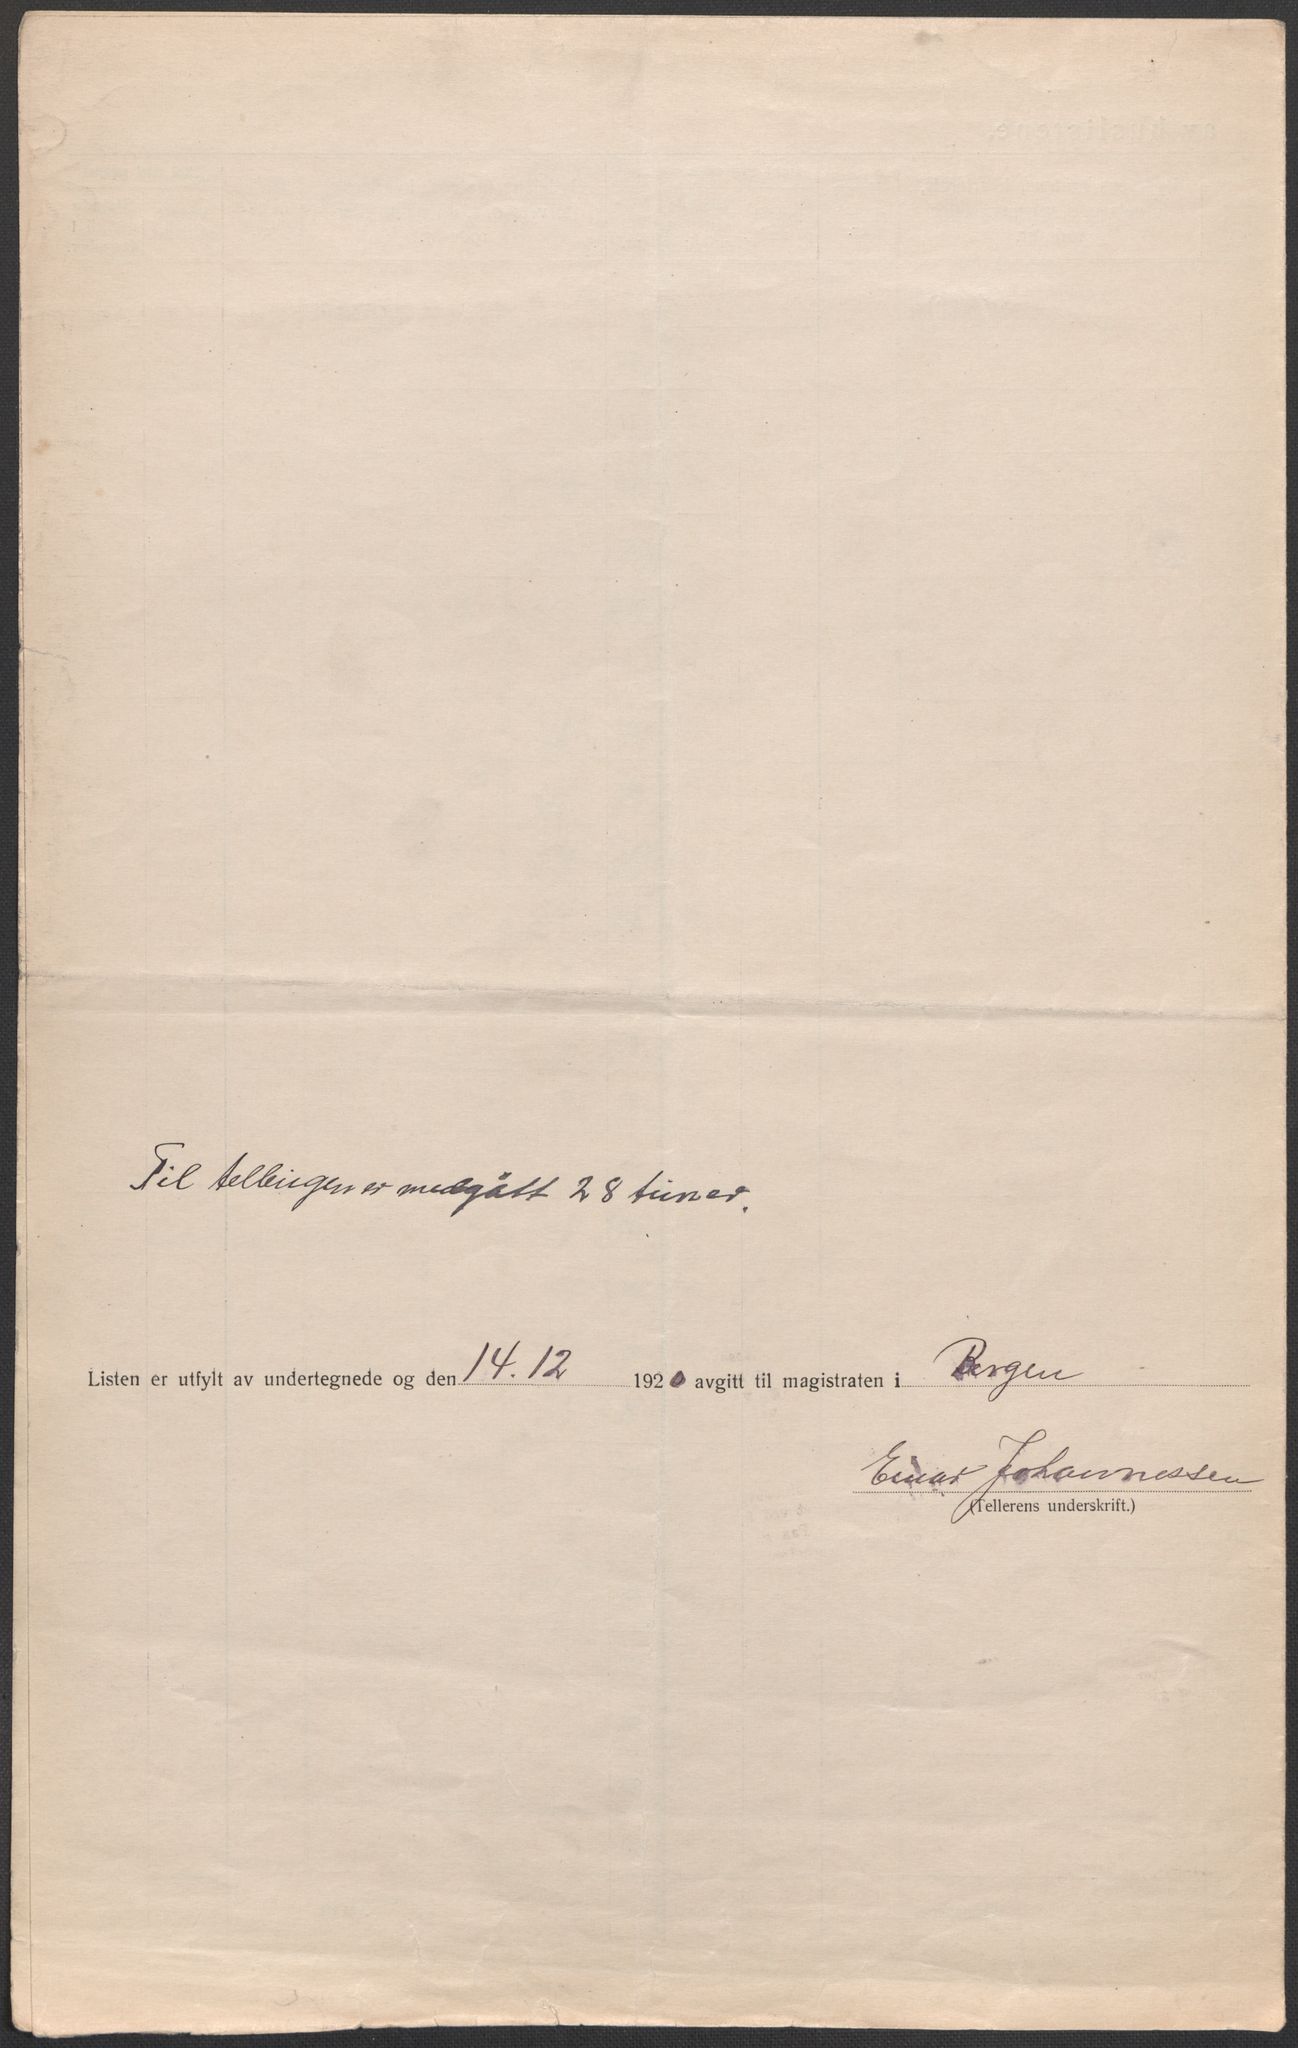 Til tellingen er medgått 28 timer.
Listen er utfylt av undertegnede og den 14. 12 1920 avgitt til magistraten i Bergen
Einar Johannessen
(Tellerens underskrift.)